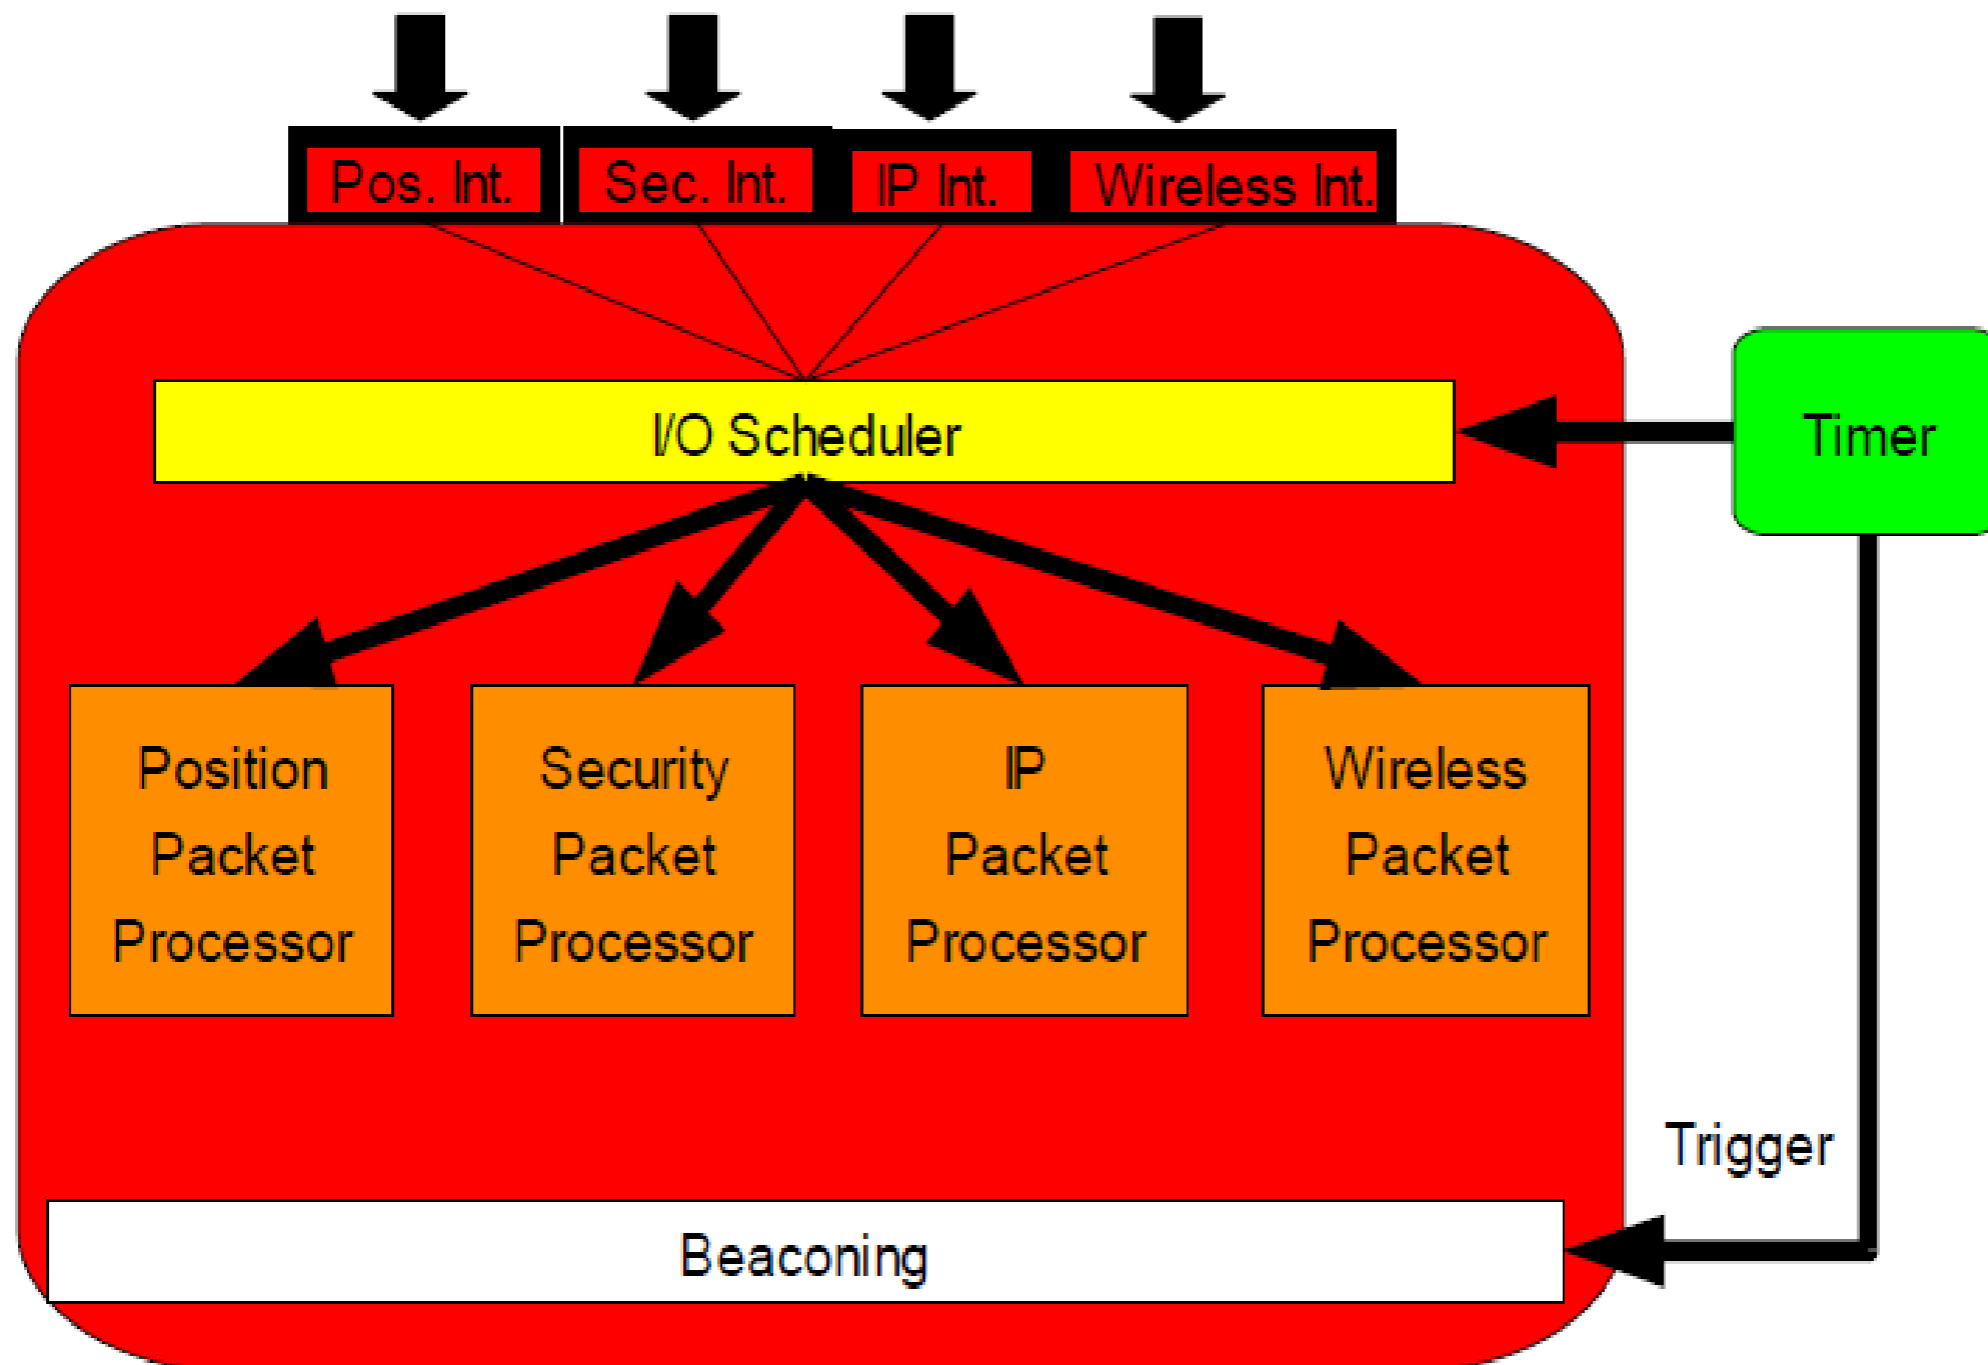 Pos. Int.
Sec. Int.
IP Int.
Wireless Int.
I/O Scheduler
Timer
Position
Packet
Processor
Security
Packet
Processor
IP
Packet
Processor
Wireless
Packet
Processor
Trigger
Beaconing